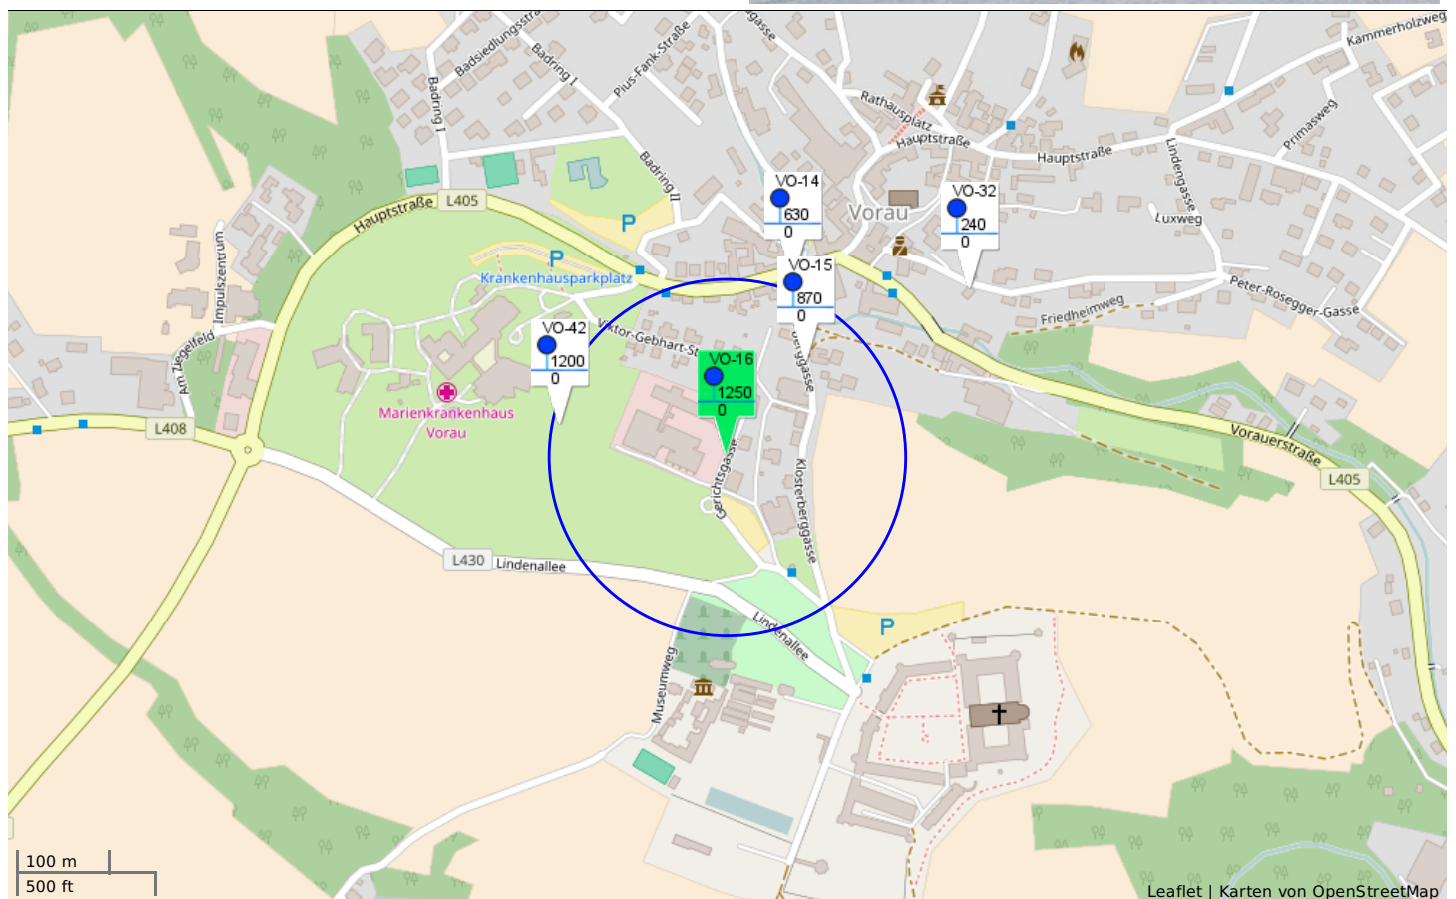 Kammerholzweg
Badsiedlungsstra
gasse
Badring I
Pius-Fank-Straße
Badring I
Rathausplatz
Primasweg
Hauptstraße
Hauptstraße
Lindengasse
Badring II
VO-14
630
0
VO-32
240
0
L405
Hauptstraße
Vorau
Luxweg
P
Impulszentrum
P
Krankenhausparkplatz
VO-15
870
0
Peter-Rosegger-Gasse
Friedheimweg
VO-42
1200
0
Viktor-Gebhart-St
VO-16
1250
0
berggasse
Am Ziegelfeld
Marienkrankenhaus
Vorau
L408
Vorauerstraße
L405
Gerichtsgasse
Klosterberggasse
L430
Lindenallee
Lindenallee
P
Museumweg
100 m
500 ft
Leaflet | Karten von OpenStreetMap